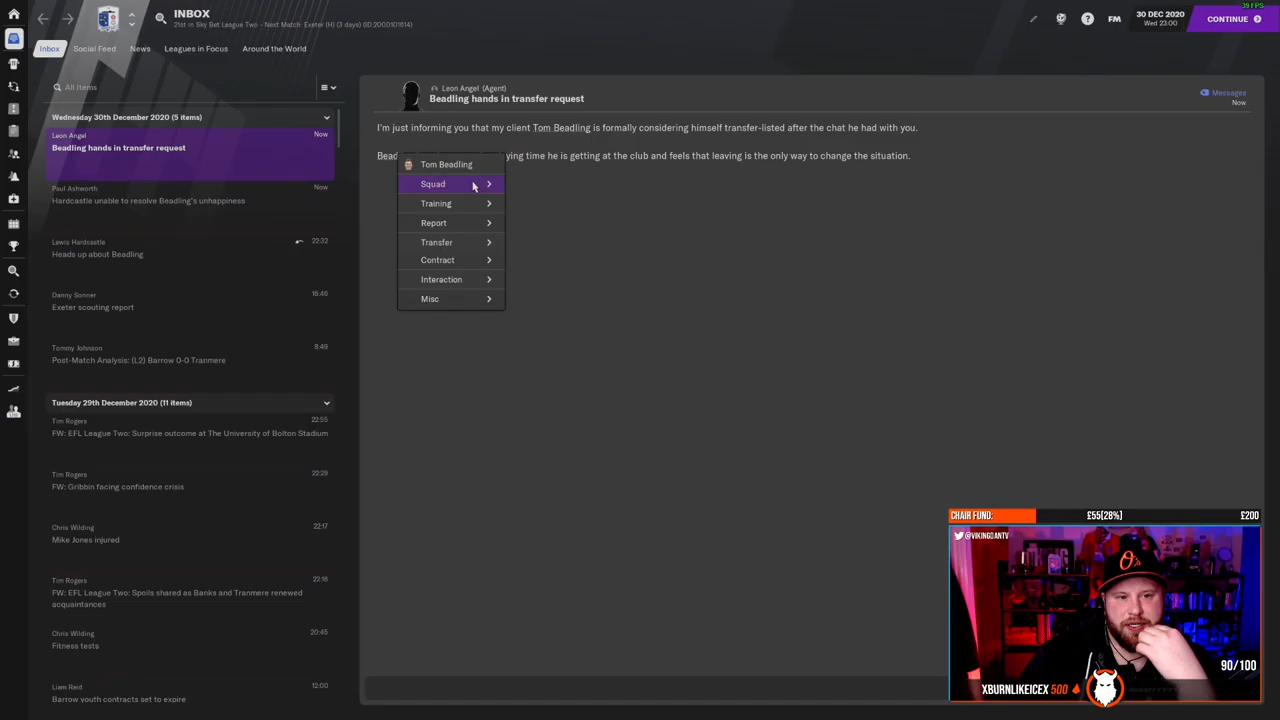 39 FPS
INBOX
21st in Sky Bet League Two - Next Match: Exeter (H) (3 days) (ID:2000101614)
FM
30 DEC 2020
Wed 23:00
CONTINUE
Inbox
Social Feed
News
Leagues in Focus
Around the World
All Items
Wednesday 30th December 2020 (5 items)
Leon Angel
Now
Beadling hands in transfer request
Paul Ashworth
Now
Hardcastle unable to resolve Beadling's unhappiness
Lewis Hardcastle
22:32
Heads up about Beadling
Danny Sonner
16:46
Exeter scouting report
Tommy Johnson
8:49
Post-Match Analysis: (L2) Barrow 0-0 Tranmere
Tuesday 29th December 2020 (11 items)
Tim Rogers
22:55
FW: EFL League Two: Surprise outcome at The University of Bolton Stadium
Tim Rogers
22:29
FW: Gribbin facing confidence crisis
Chris Wilding
22:17
Mike Jones injured
Tim Rogers
22:16
FW: EFL League Two: Spoils shared as Banks and Tranmere renewed
acquaintances
Chris Wilding
20:45
Fitness tests
Liam Reid
12:00
Barrow youth contracts set to expire
Leon Angel (Agent)
Beadling hands in transfer request
Messages
Now
I'm just informing you that my client Tom Beadling is formally considering himself transfer-listed after the chat he had with you.
Bead ying time he is getting at the club and feels that leaving is the only way to change the situation.
Tom Beadling
Squad
Training
Report
Transfer
Contract
Interaction
Misc
CHAIR FUND:
£55(28%)
£200
@VIKINGDANTV
O's
90/100
XBURNLIKEICEX 500